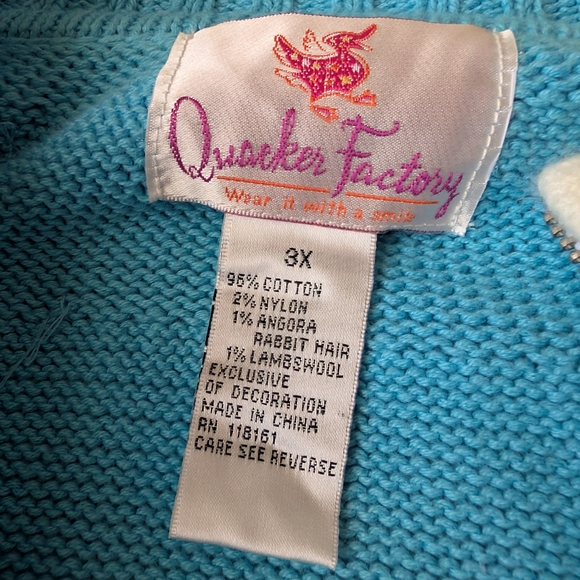 Quacker Factory
Wear it with a smile
3X
96% COTTON
2% NYLON
1% ANGORA
RABBIT HAIR
1% LAMBSWOOL
EXCLUSIVE
OF DECORATION
MADE IN CHINA
RN 118161
CARE SEE REVERSE